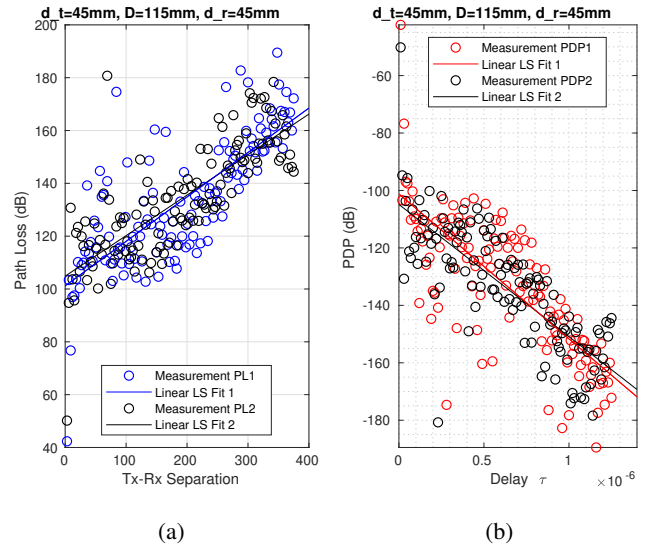 d_t=45mm, D=115mm, d_r=45mm
200
180
160
140
120
100
80
60
40
Path Loss (dB)
Measurement PL1
Linear LS Fit 1
Measurement PL2
Linear LS Fit 2
0 100 200 300 400
Tx-Rx Separation
(a)
d_t=45mm, D=115mm, d_r=45mm
Measurement PDP1
Linear LS Fit 1
Measurement PDP2
Linear LS Fit 2
-60
-80
-100
-120
-140
-160
-180
PDP (dB)
0 0.5 1
Delay τ × 10^-6
(b)